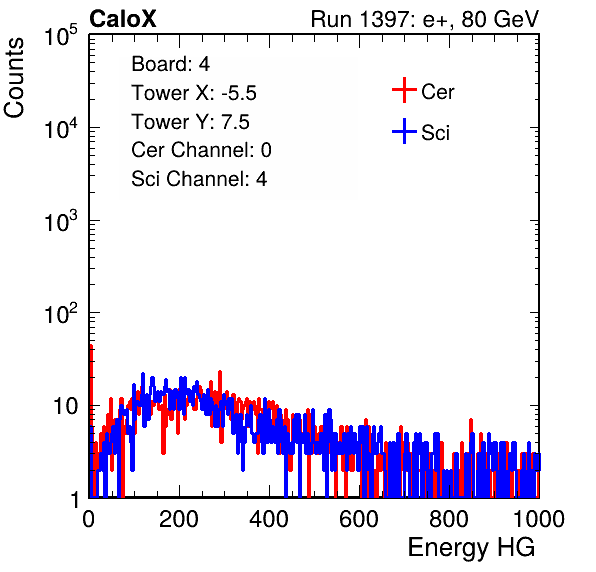 CaloX Run 1397: e+, 80 GeV
Counts
Board: 4
Tower X: -5.5
Tower Y: 7.5
Cer Channel: 0
Sci Channel: 4
Cer
Sci
10^5
10^4
10^3
10^2
10
1
0 200 400 600 800 1000
Energy HG